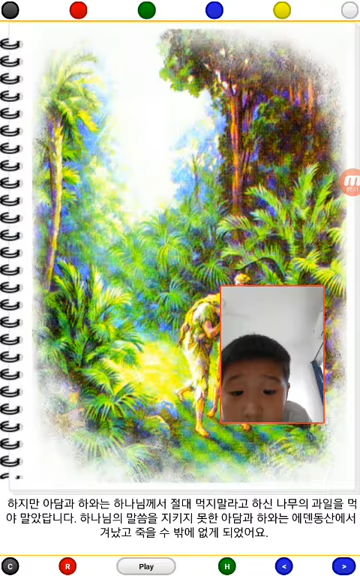 하지만 아담과 하와는 하나님께서 절대 먹지말라고 하신 나무의 과일을 먹
야 말았답니다. 하나님의 말씀을 지키지 못한 아담과 하와는 에덴동산에서
겨났고 죽을 수 밖에 없게 되었어요.
C R Play H < >